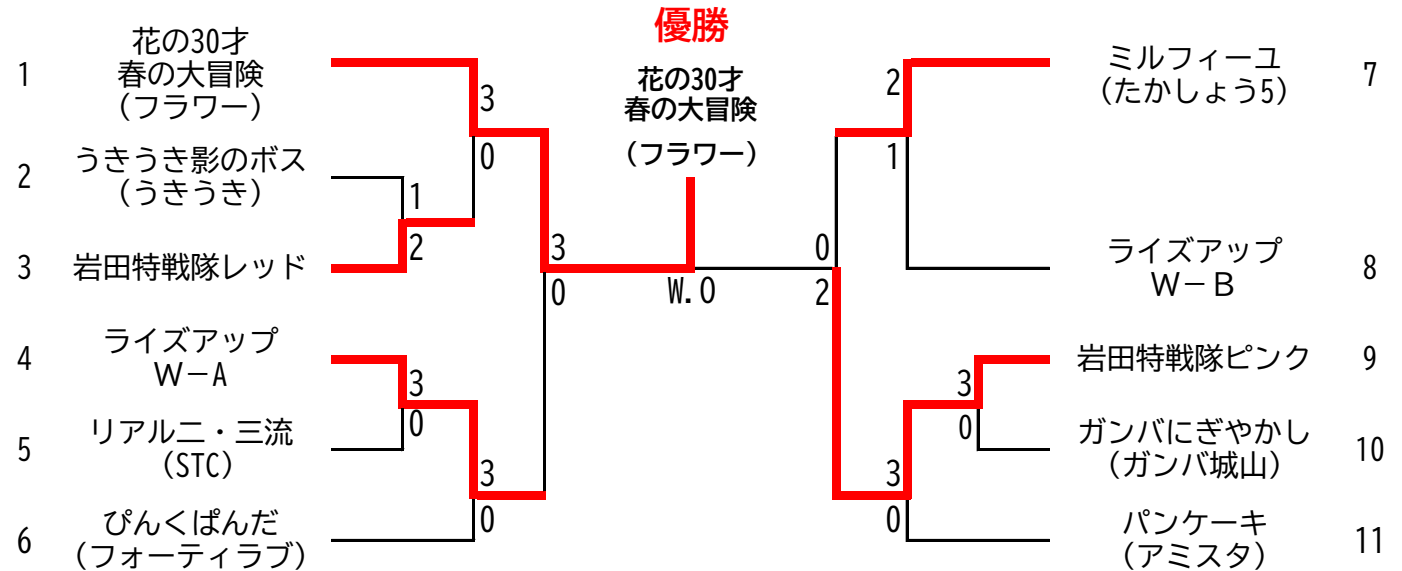 優勝
花の30才
春の大冒険
(フラワー)
1
花の30才
春の大冒険
(フラワー)
3
0
2
うきうき影のボス
(うきうき)
1
2
3
岩田特戦隊レッド
3
0
W.O
4
ライズアップ
W－A
3
0
5
リアル二・三流
(STC)
3
0
6
ぴんくぱんだ
(フォーティラブ)
2
1
ミルフィーユ
(たかしょう5)
7
0
2
ライズアップ
W－B
8
3
0
岩田特戦隊ピンク
9
ガンバにぎやかし
(ガンバ城山)
10
3
0
パンケーキ
(アミスタ)
11